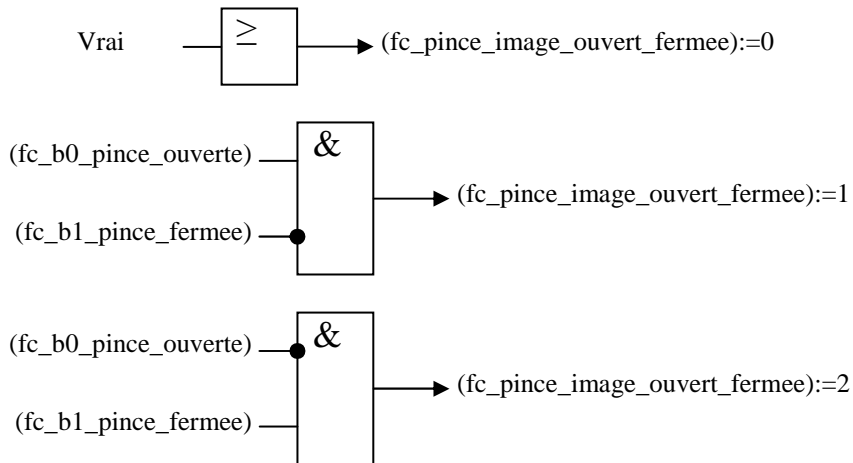 Vrai ≥ (fc_pince_image_ouvert_fermee):=0
(fc_b0_pince_ouverte) & (fc_pince_image_ouvert_fermee):=1
(fc_b1_pince_fermee)
(fc_b0_pince_ouverte) & (fc_pince_image_ouvert_fermee):=2
(fc_b1_pince_fermee)